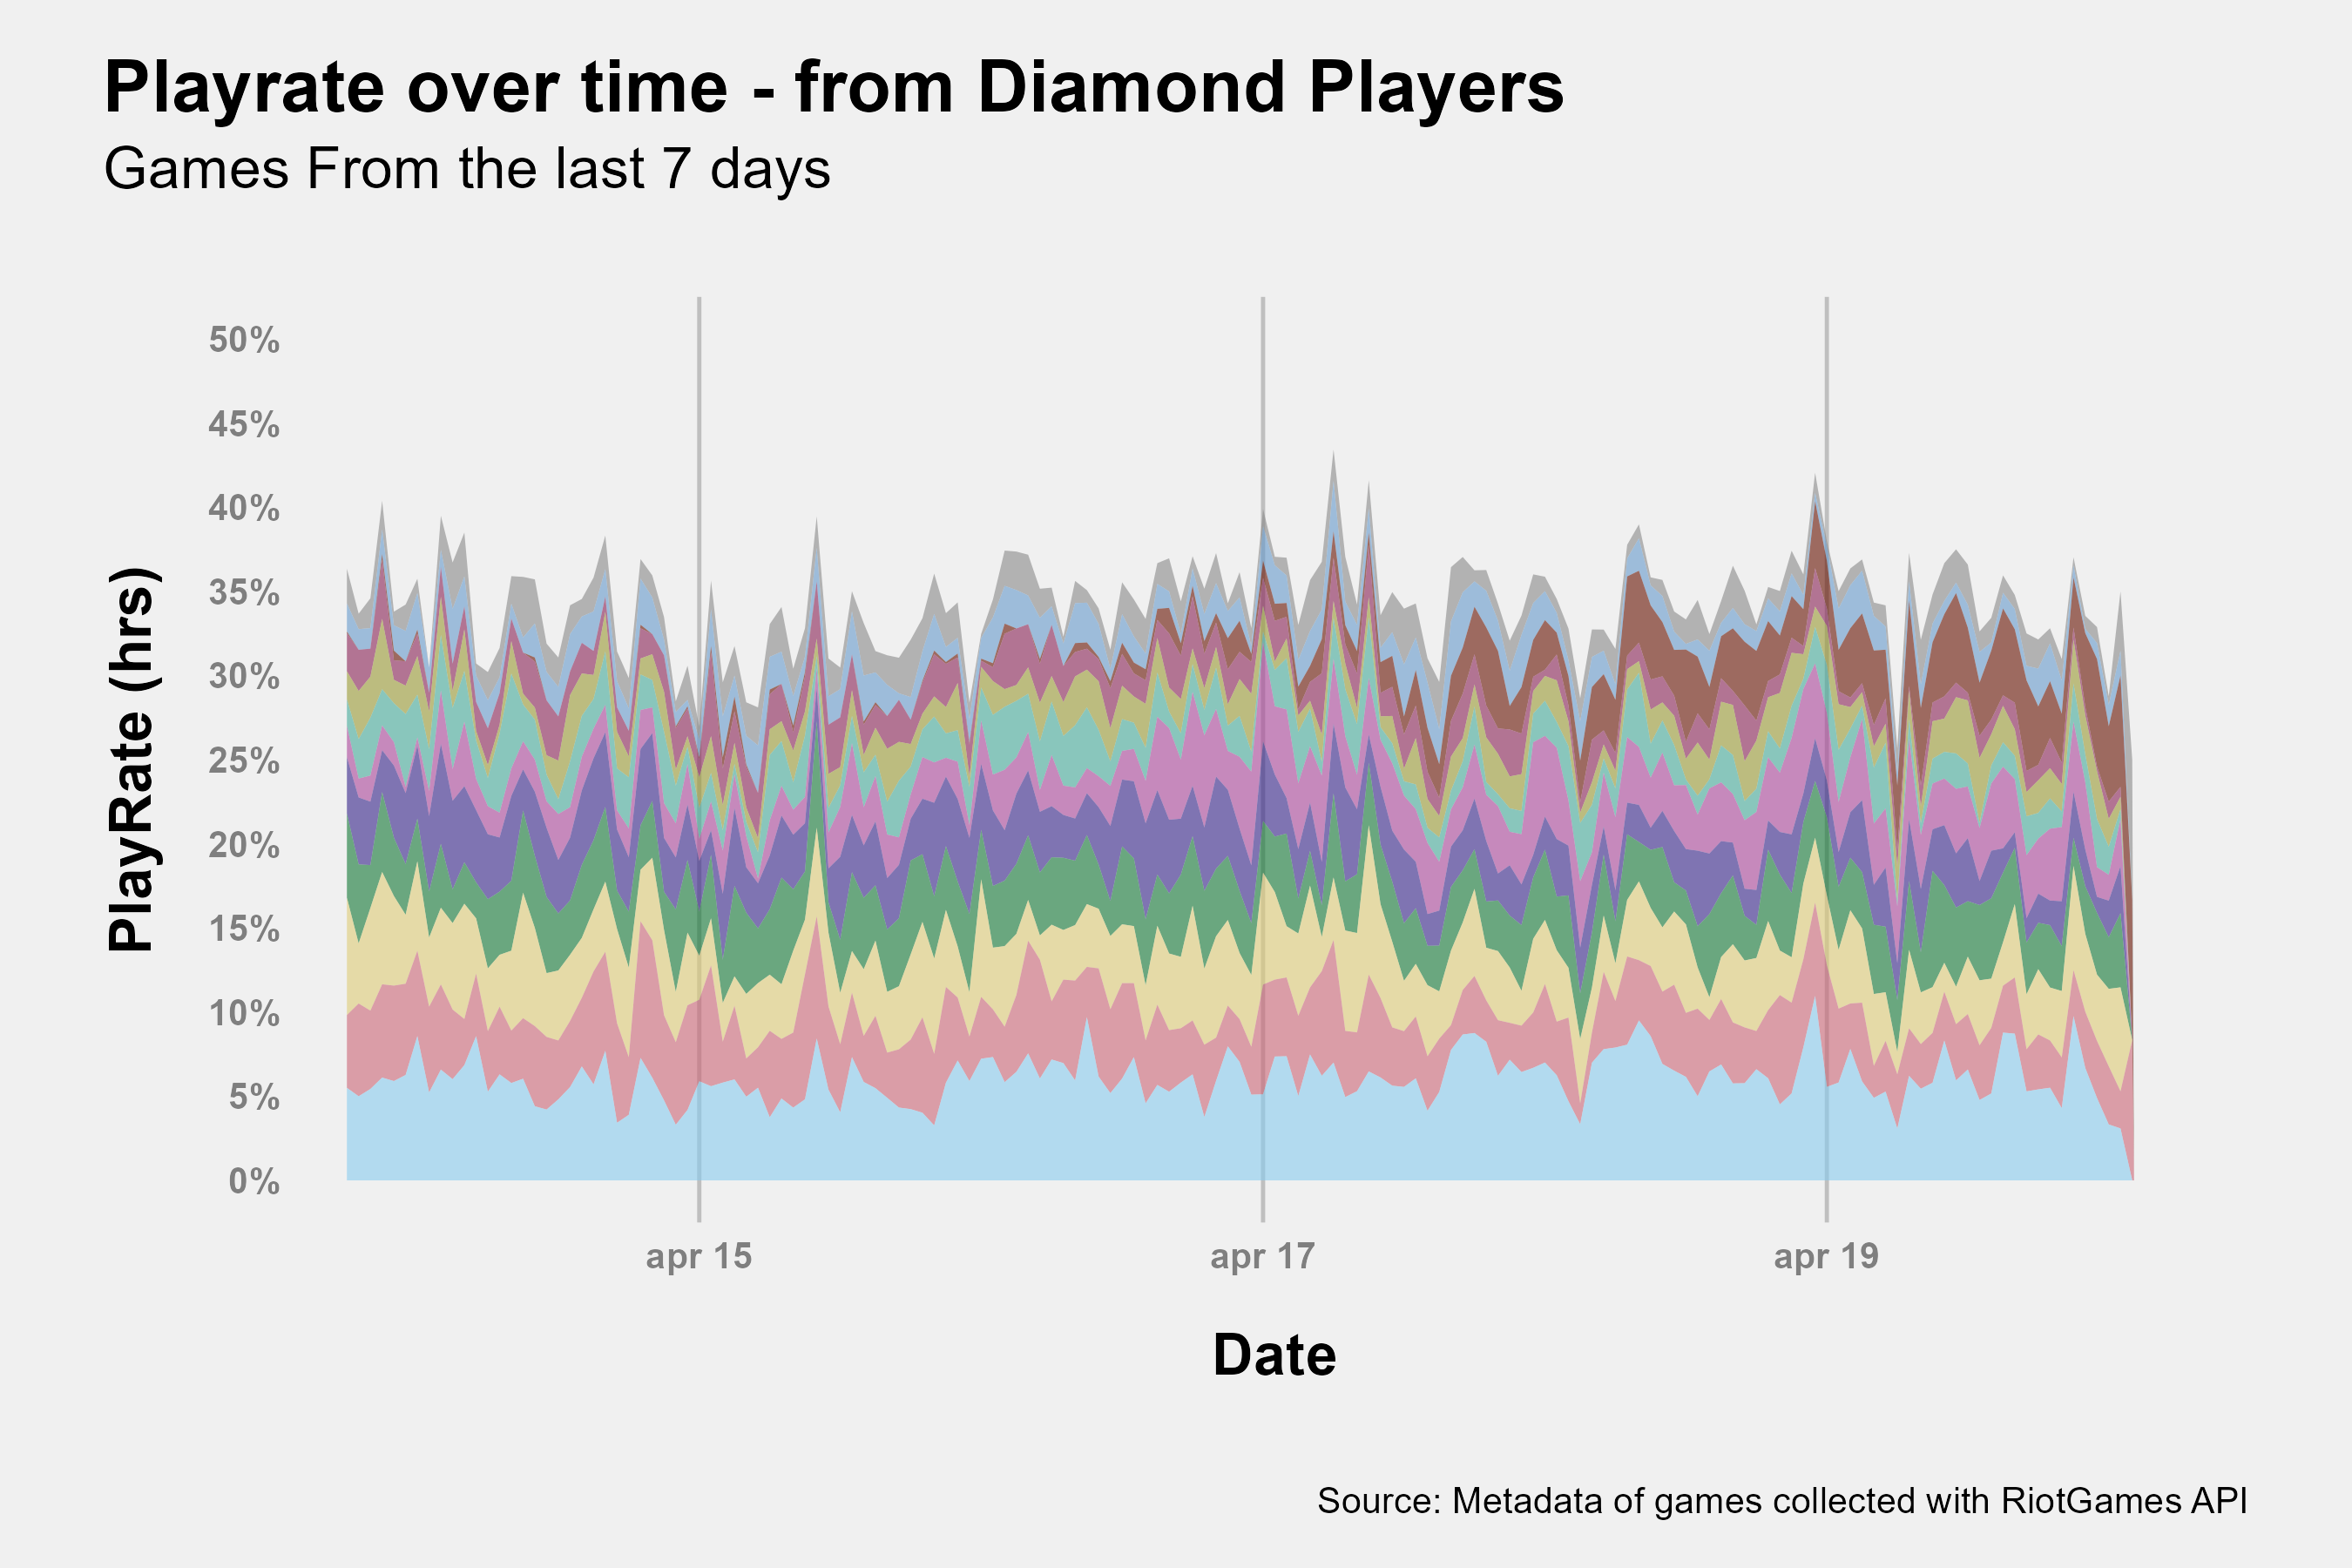 Playrate over time - from Diamond Players
Games From the last 7 days
PlayRate (hrs)
50%
45%
40%
35%
30%
25%
20%
15%
10%
5%
0%
apr 15
apr 17
apr 19
Date
Source: Metadata of games collected with RiotGames API